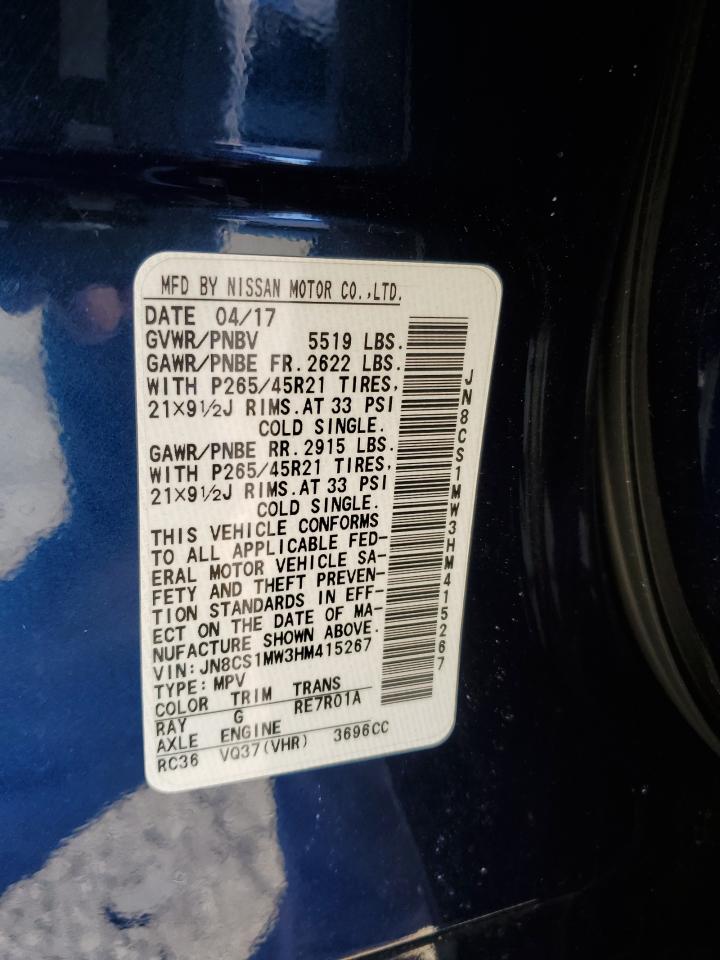 MFD BY NISSAN MOTOR CO.,LTD.
DATE 04/17
GVWR/PNBV 5519 LBS.
GAWR/PNBE FR.2622 LBS.
WITH P265/45R21 TIRES,
21×9½J RIMS.AT 33 PSI
COLD SINGLE.
GAWR/PNBE RR.2915 LBS.
WITH P265/45R21 TIRES,
21×9½J RIMS.AT 33 PSI
COLD SINGLE.
THIS VEHICLE CONFORMS
TO ALL APPLICABLE FED-
ERAL MOTOR VEHICLE SA-
FETY AND THEFT PREVEN-
TION STANDARDS IN EFF-
ECT ON THE DATE OF MA-
NUFACTURE SHOWN ABOVE.
VIN:JN8CS1MW3HM415267
TYPE:MPV
COLOR TRIM TRANS
RAY G RE7R01A
AXLE ENGINE
RC36 VQ37(VHR) 3696CC
JN8CS1MW3HM415267